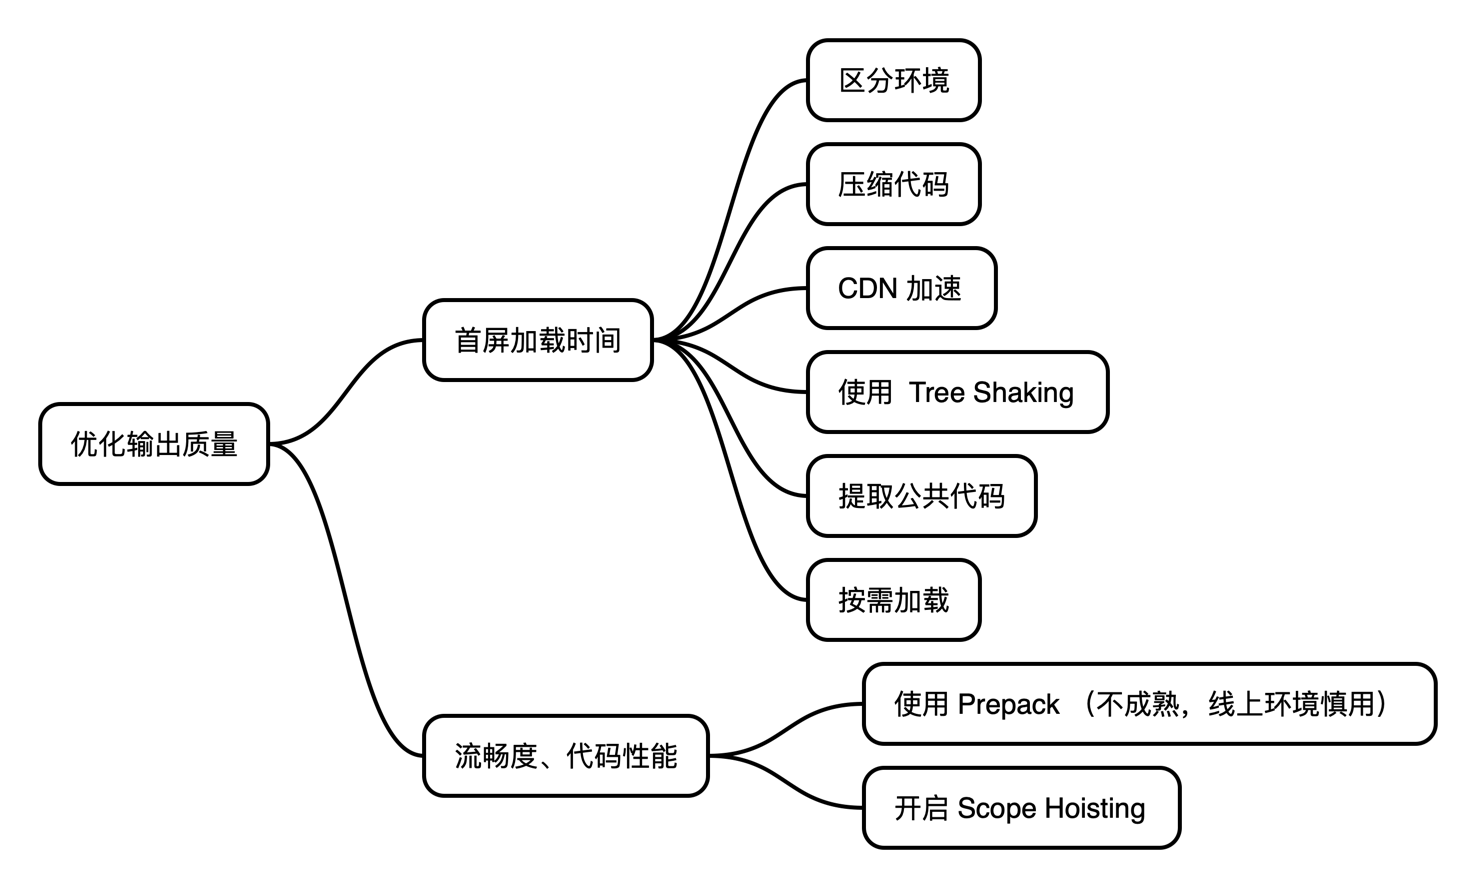 优化输出质量
首屏加载时间
区分环境
压缩代码
CDN 加速
使用  Tree Shaking
提取公共代码
按需加载
流畅度、代码性能
使用 Prepack （不成熟，线上环境慎用）
开启 Scope Hoisting